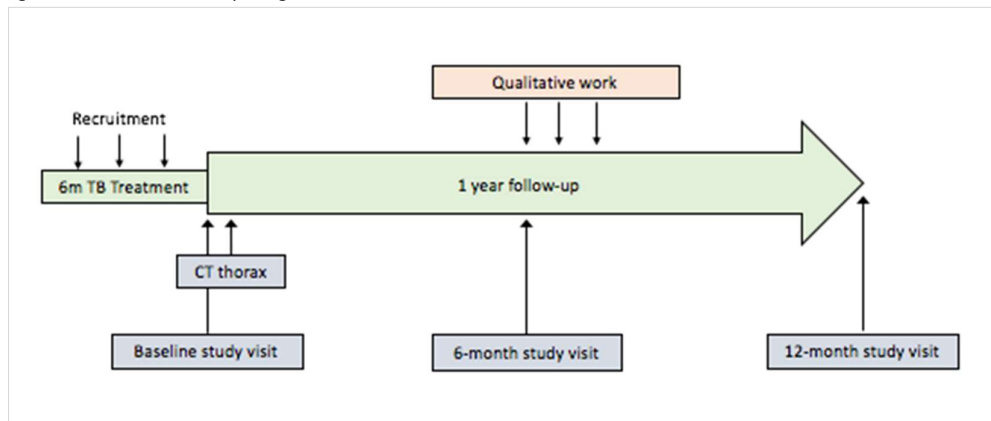 Qualitative work
Recruitment
6m TB Treatment
1 year follow-up
CT thorax
Baseline study visit
6-month study visit
12-month study visit